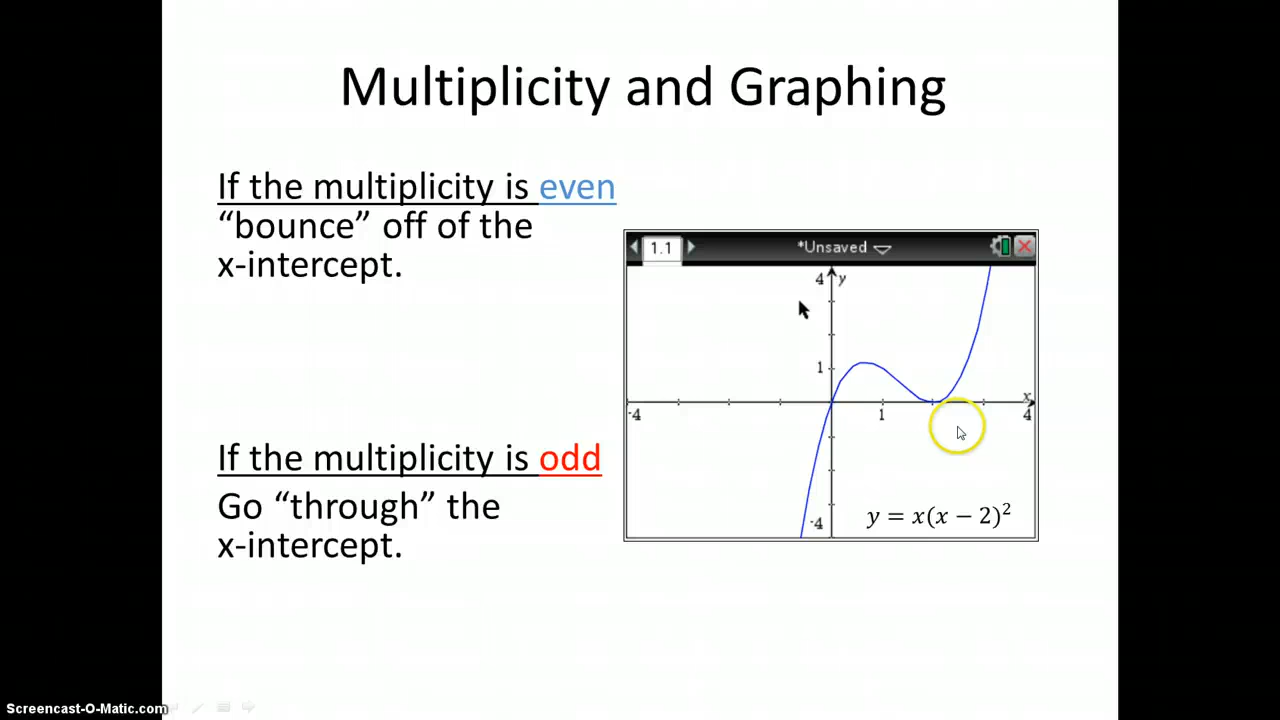 Multiplicity and Graphing
If the multiplicity is even
“bounce” off of the
x-intercept.
If the multiplicity is odd
Go “through” the
x-intercept.
1.1
*Unsaved
4 y
1
x
-4 1 4
-4
y = x(x − 2)²
Screencast-O-Matic.com